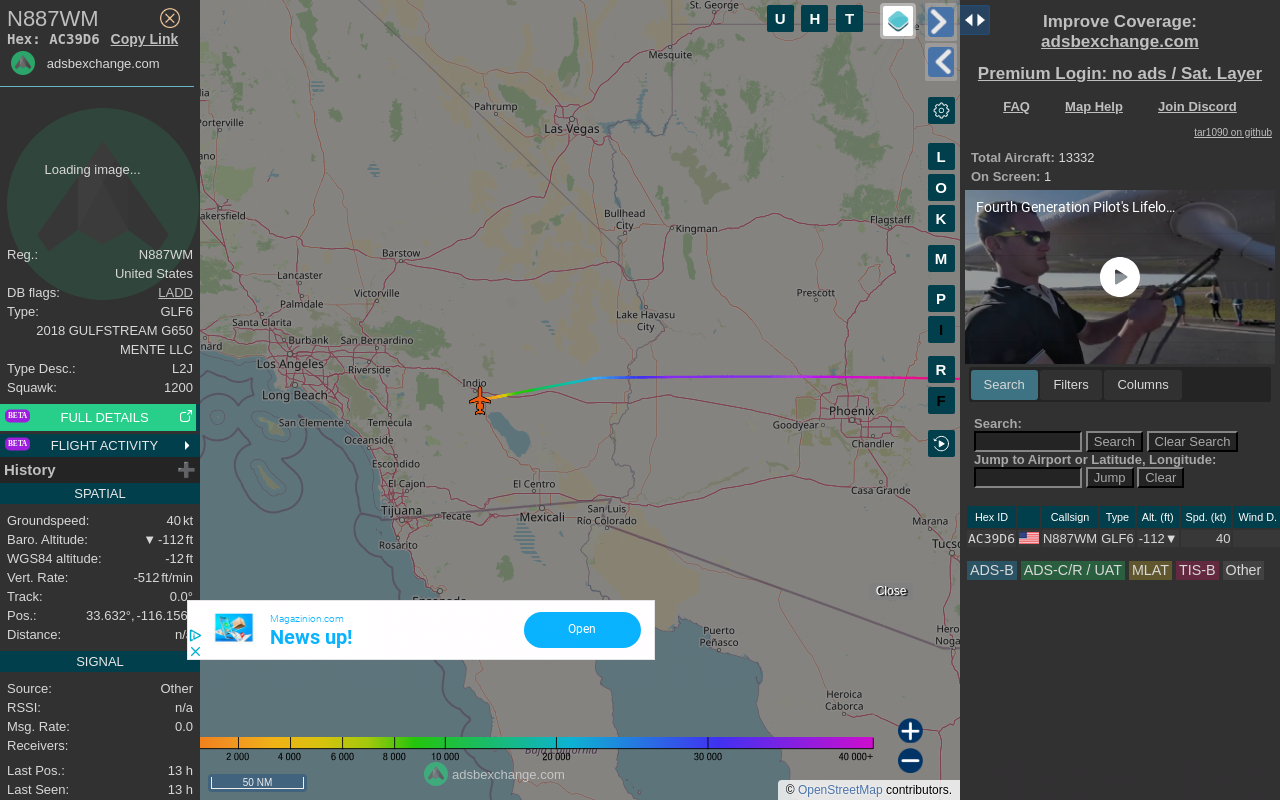 N887WM
Hex: AC39D6 Copy Link
adsbexchange.com
Loading image...
Reg.: N887WM
United States
DB flags: LADD
Type: GLF6
2018 GULFSTREAM G650
MENTE LLC
Type Desc.: L2J
Squawk: 1200
BETA FULL DETAILS
BETA FLIGHT ACTIVITY
History
SPATIAL
Groundspeed: 40 kt
Baro. Altitude: ▼ -112 ft
WGS84 altitude: -12 ft
Vert. Rate: -512 ft/min
Track: 0.0°
Pos.: 33.632°, -116.156
Distance: n/
SIGNAL
Source: Other
RSSI: n/a
Msg. Rate: 0.0
Receivers:
Last Pos.: 13 h
Last Seen: 13 h
St. George
U H T
Mesquite
Pahrump
Porterville
Las Vegas
Bullhead City
Kingman
Flagstaff
akersfield
Barstow
Lancaster
Victorville
Palmdale
Prescott
Santa Clarita
Lake Havasu City
Burbank
San Bernardino
Los Angeles
Riverside
Indio
Long Beach
Phoenix
San Clemente
Temecula
Goodyear
Oceanside
Chandler
Escondido
El Cajon
El Centro
Casa Grande
Tijuana
Tecate
Mexicali
San Luis Río Colorado
Marana
Rosarito
Tucso
Ensenada
Close
Puerto Peñasco
Hero
Noga
Heroica Caborca
Baja California
L
O
K
M
P
I
R
F
Magazinion.com
News up!
Open
2 000 4 000 6 000 8 000 10 000 20 000 30 000 40 000+
adsbexchange.com
50 NM
© OpenStreetMap contributors.
Improve Coverage:
adsbexchange.com
Premium Login: no ads / Sat. Layer
FAQ Map Help Join Discord
tar1090 on github
Total Aircraft: 13332
On Screen: 1
Fourth Generation Pilot's Lifelo...
Search Filters Columns
Search:
Search Clear Search
Jump to Airport or Latitude, Longitude:
Jump Clear
Hex ID Callsign Type Alt. (ft) Spd. (kt) Wind D.
AC39D6 N887WM GLF6 -112▼ 40
ADS-B ADS-C/R / UAT MLAT TIS-B Other